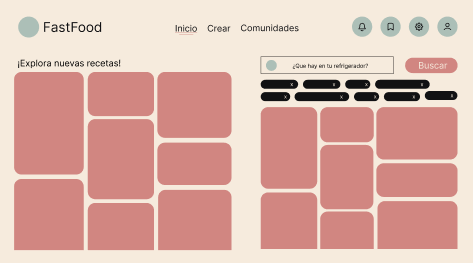 FastFood
Inicio Crear Comunidades
¡Explora nuevas recetas!
¿Que hay en tu refrigerador?
Buscar
x x x x
x x x x x